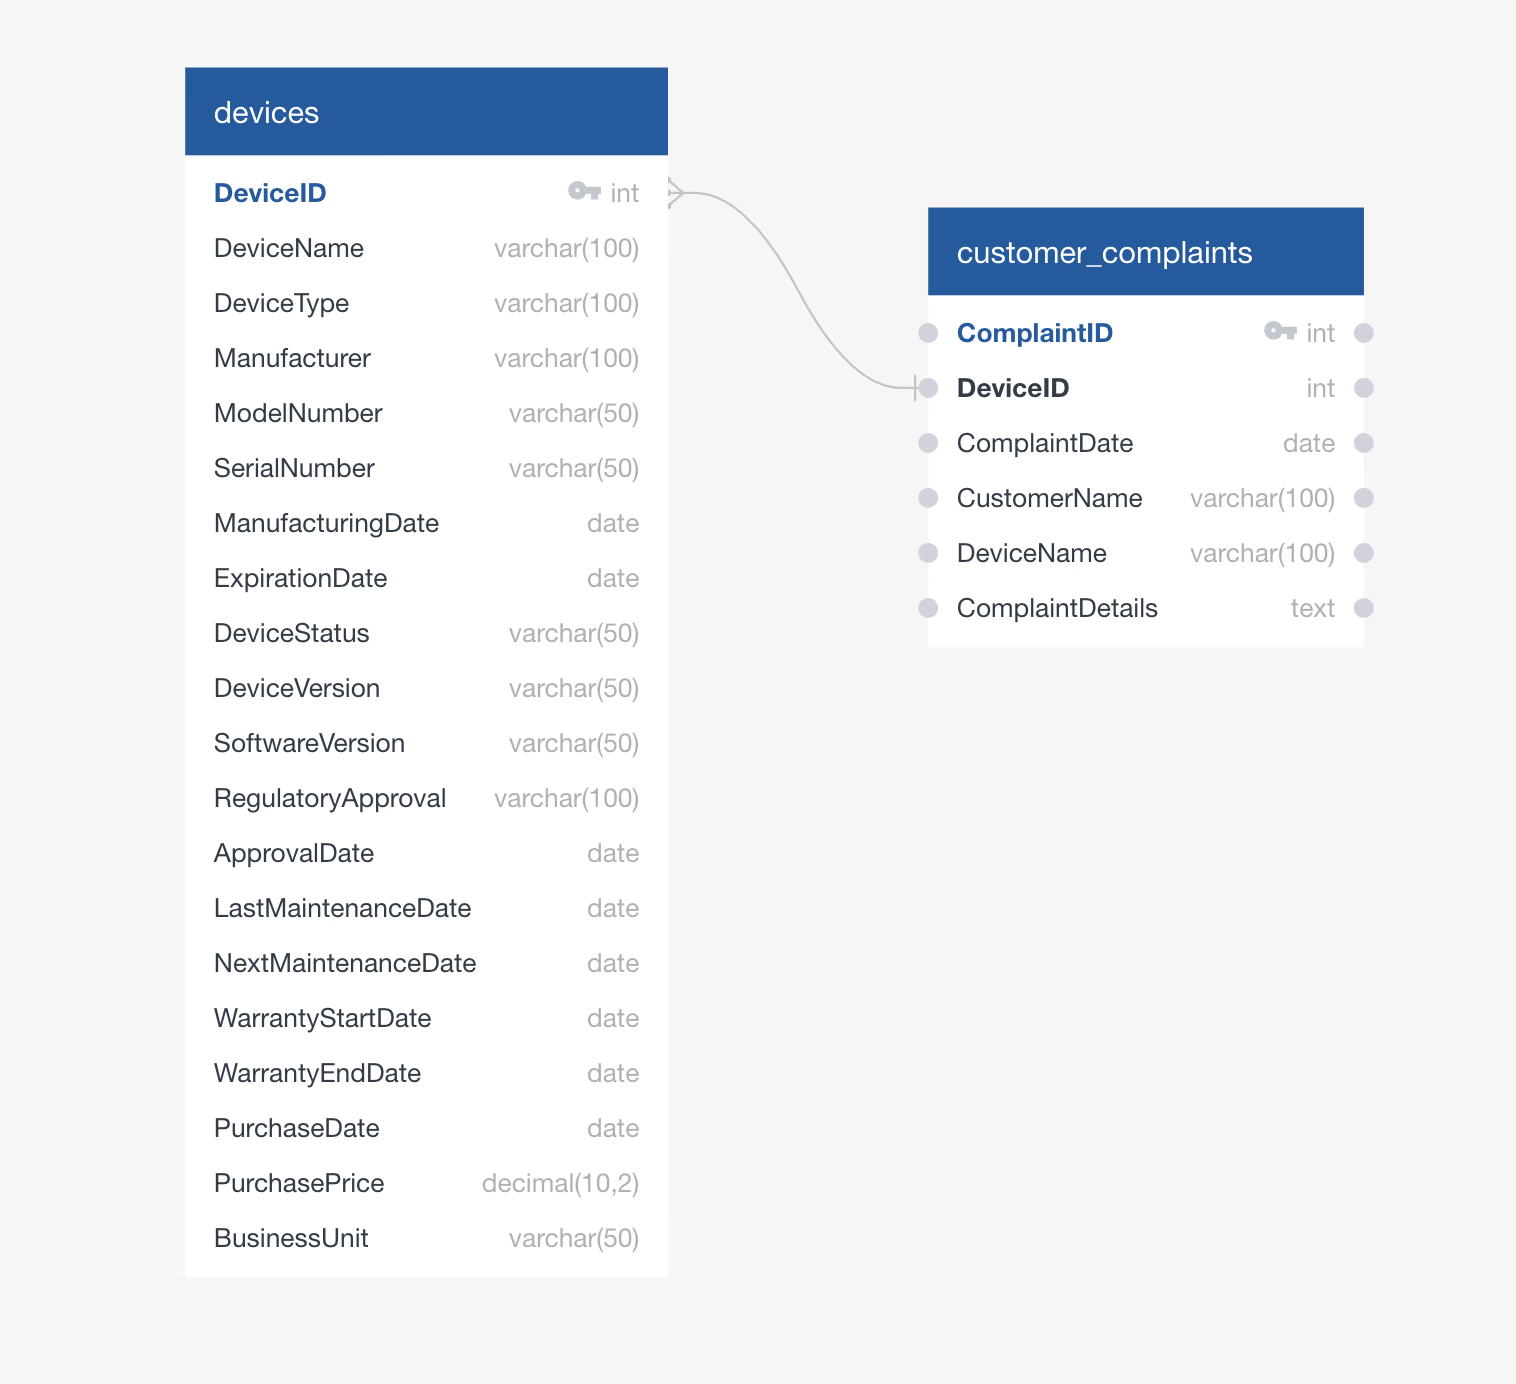 devices
DeviceID int
DeviceName varchar(100)
DeviceType varchar(100)
Manufacturer varchar(100)
ModelNumber varchar(50)
SerialNumber varchar(50)
ManufacturingDate date
ExpirationDate date
DeviceStatus varchar(50)
DeviceVersion varchar(50)
SoftwareVersion varchar(50)
RegulatoryApproval varchar(100)
ApprovalDate date
LastMaintenanceDate date
NextMaintenanceDate date
WarrantyStartDate date
WarrantyEndDate date
PurchaseDate date
PurchasePrice decimal(10,2)
BusinessUnit varchar(50)
customer_complaints
ComplaintID int
DeviceID int
ComplaintDate date
CustomerName varchar(100)
DeviceName varchar(100)
ComplaintDetails text